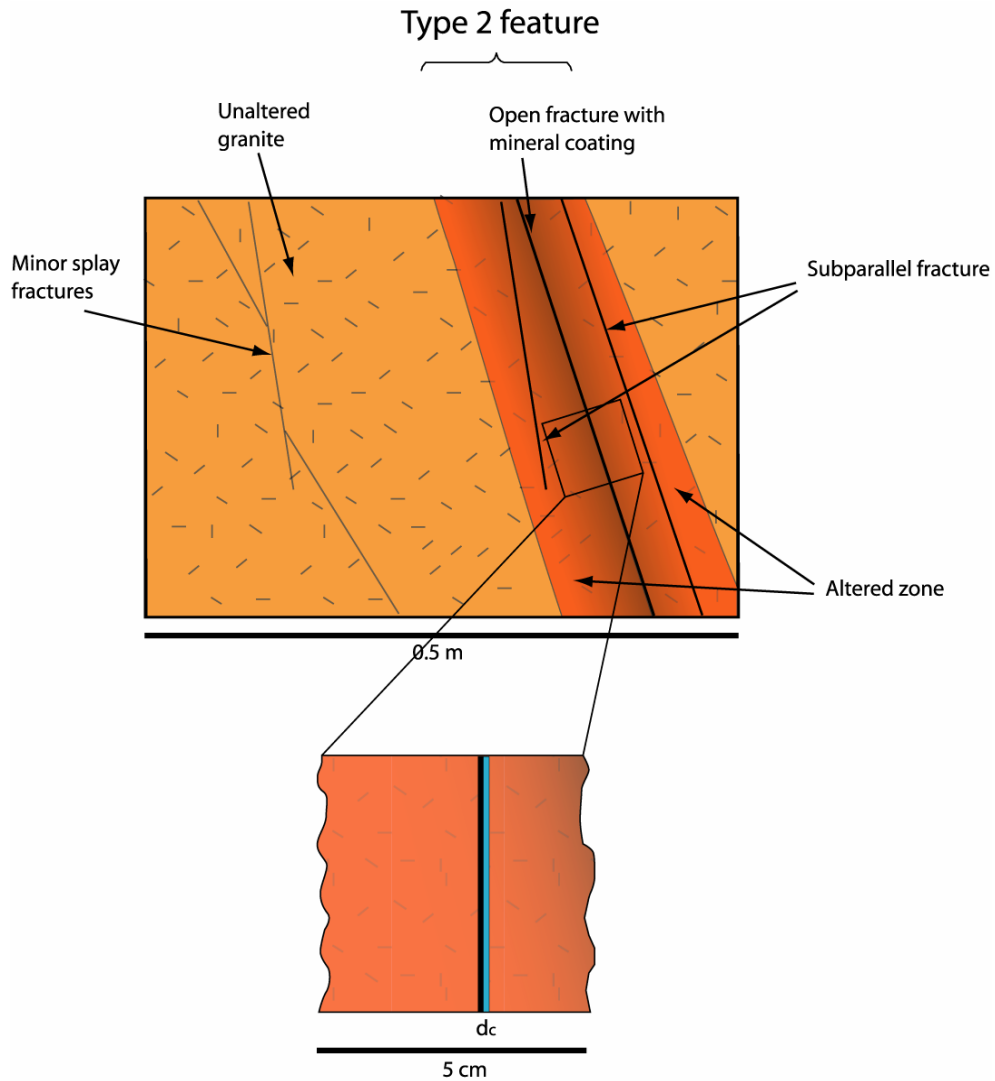 Type 2 feature
Unaltered
granite
Open fracture with
mineral coating
Minor splay
fractures
Subparallel fracture
Altered zone
0.5 m
dc
5 cm